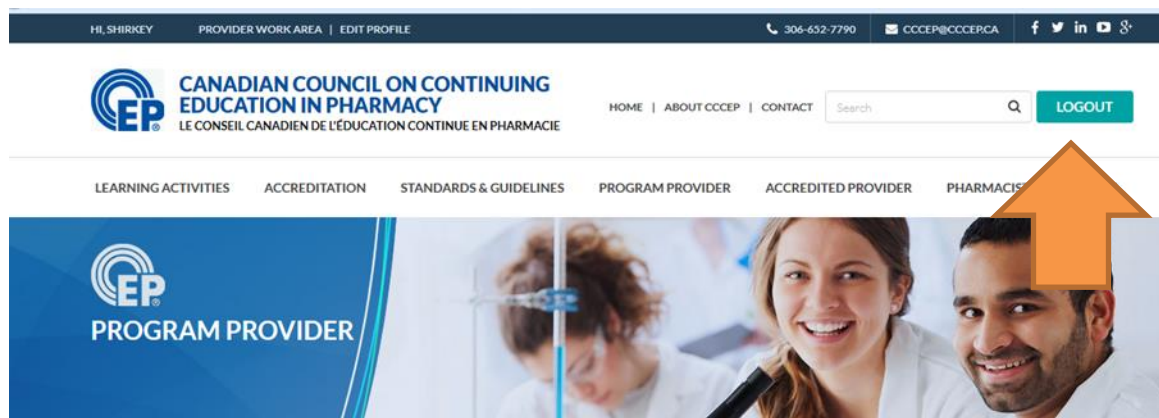 HI, SHIRKEY PROVIDER WORK AREA | EDIT PROFILE 306-652-7790 CCCEP@CCCEP.CA
CEP
CANADIAN COUNCIL ON CONTINUING
EDUCATION IN PHARMACY
LE CONSEIL CANADIEN DE L'ÉDUCATION CONTINUE EN PHARMACIE
HOME | ABOUT CCCEP | CONTACT Search LOGOUT
LEARNING ACTIVITIES ACCREDITATION STANDARDS & GUIDELINES PROGRAM PROVIDER ACCREDITED PROVIDER
CEP
PROGRAM PROVIDER